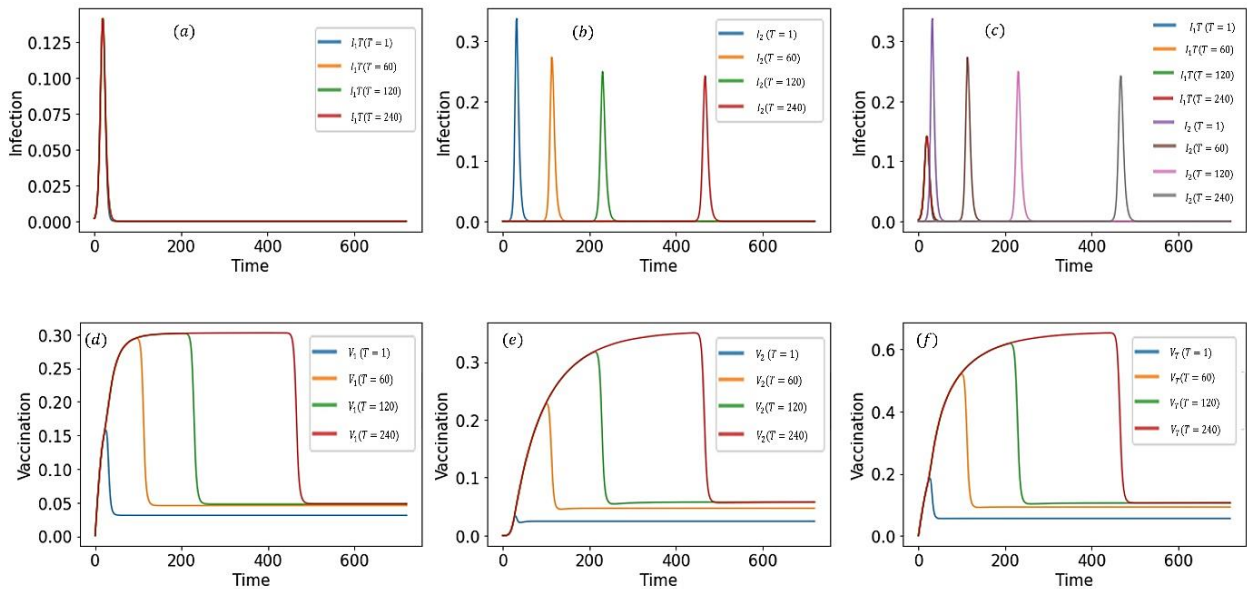 (a)
I₁T(T = 1)
I₁T(T = 60)
I₁T(T = 120)
I₁T(T = 240)
Infection
0.125
0.100
0.075
0.050
0.025
0.000
0 200 400 600
Time
(b)
I₂ (T = 1)
I₂(T = 60)
I₂(T = 120)
I₂(T = 240)
Infection
0.3
0.2
0.1
0.0
0 200 400 600
Time
(c)
I₁T (T = 1)
I₁T(T = 60)
I₁T(T = 120)
I₁T(T = 240)
I₂ (T = 1)
I₂ (T = 60)
I₂ (T = 120)
I₂ (T = 240)
Infection
0.3
0.2
0.1
0.0
0 200 400 600
Time
(d)
V₁ (T = 1)
V₁(T = 60)
V₁(T = 120)
V₁(T = 240)
Vaccination
0.30
0.25
0.20
0.15
0.10
0.05
0.00
0 200 400 600
Time
(e)
V₂ (T = 1)
V₂(T = 60)
V₂(T = 120)
V₂(T = 240)
Vaccination
0.3
0.2
0.1
0.0
0 200 400 600
Time
(f)
V_T (T = 1)
V_T(T = 60)
V_T(T = 120)
V_T(T = 240)
Vaccination
0.6
0.4
0.2
0.0
0 200 400 600
Time